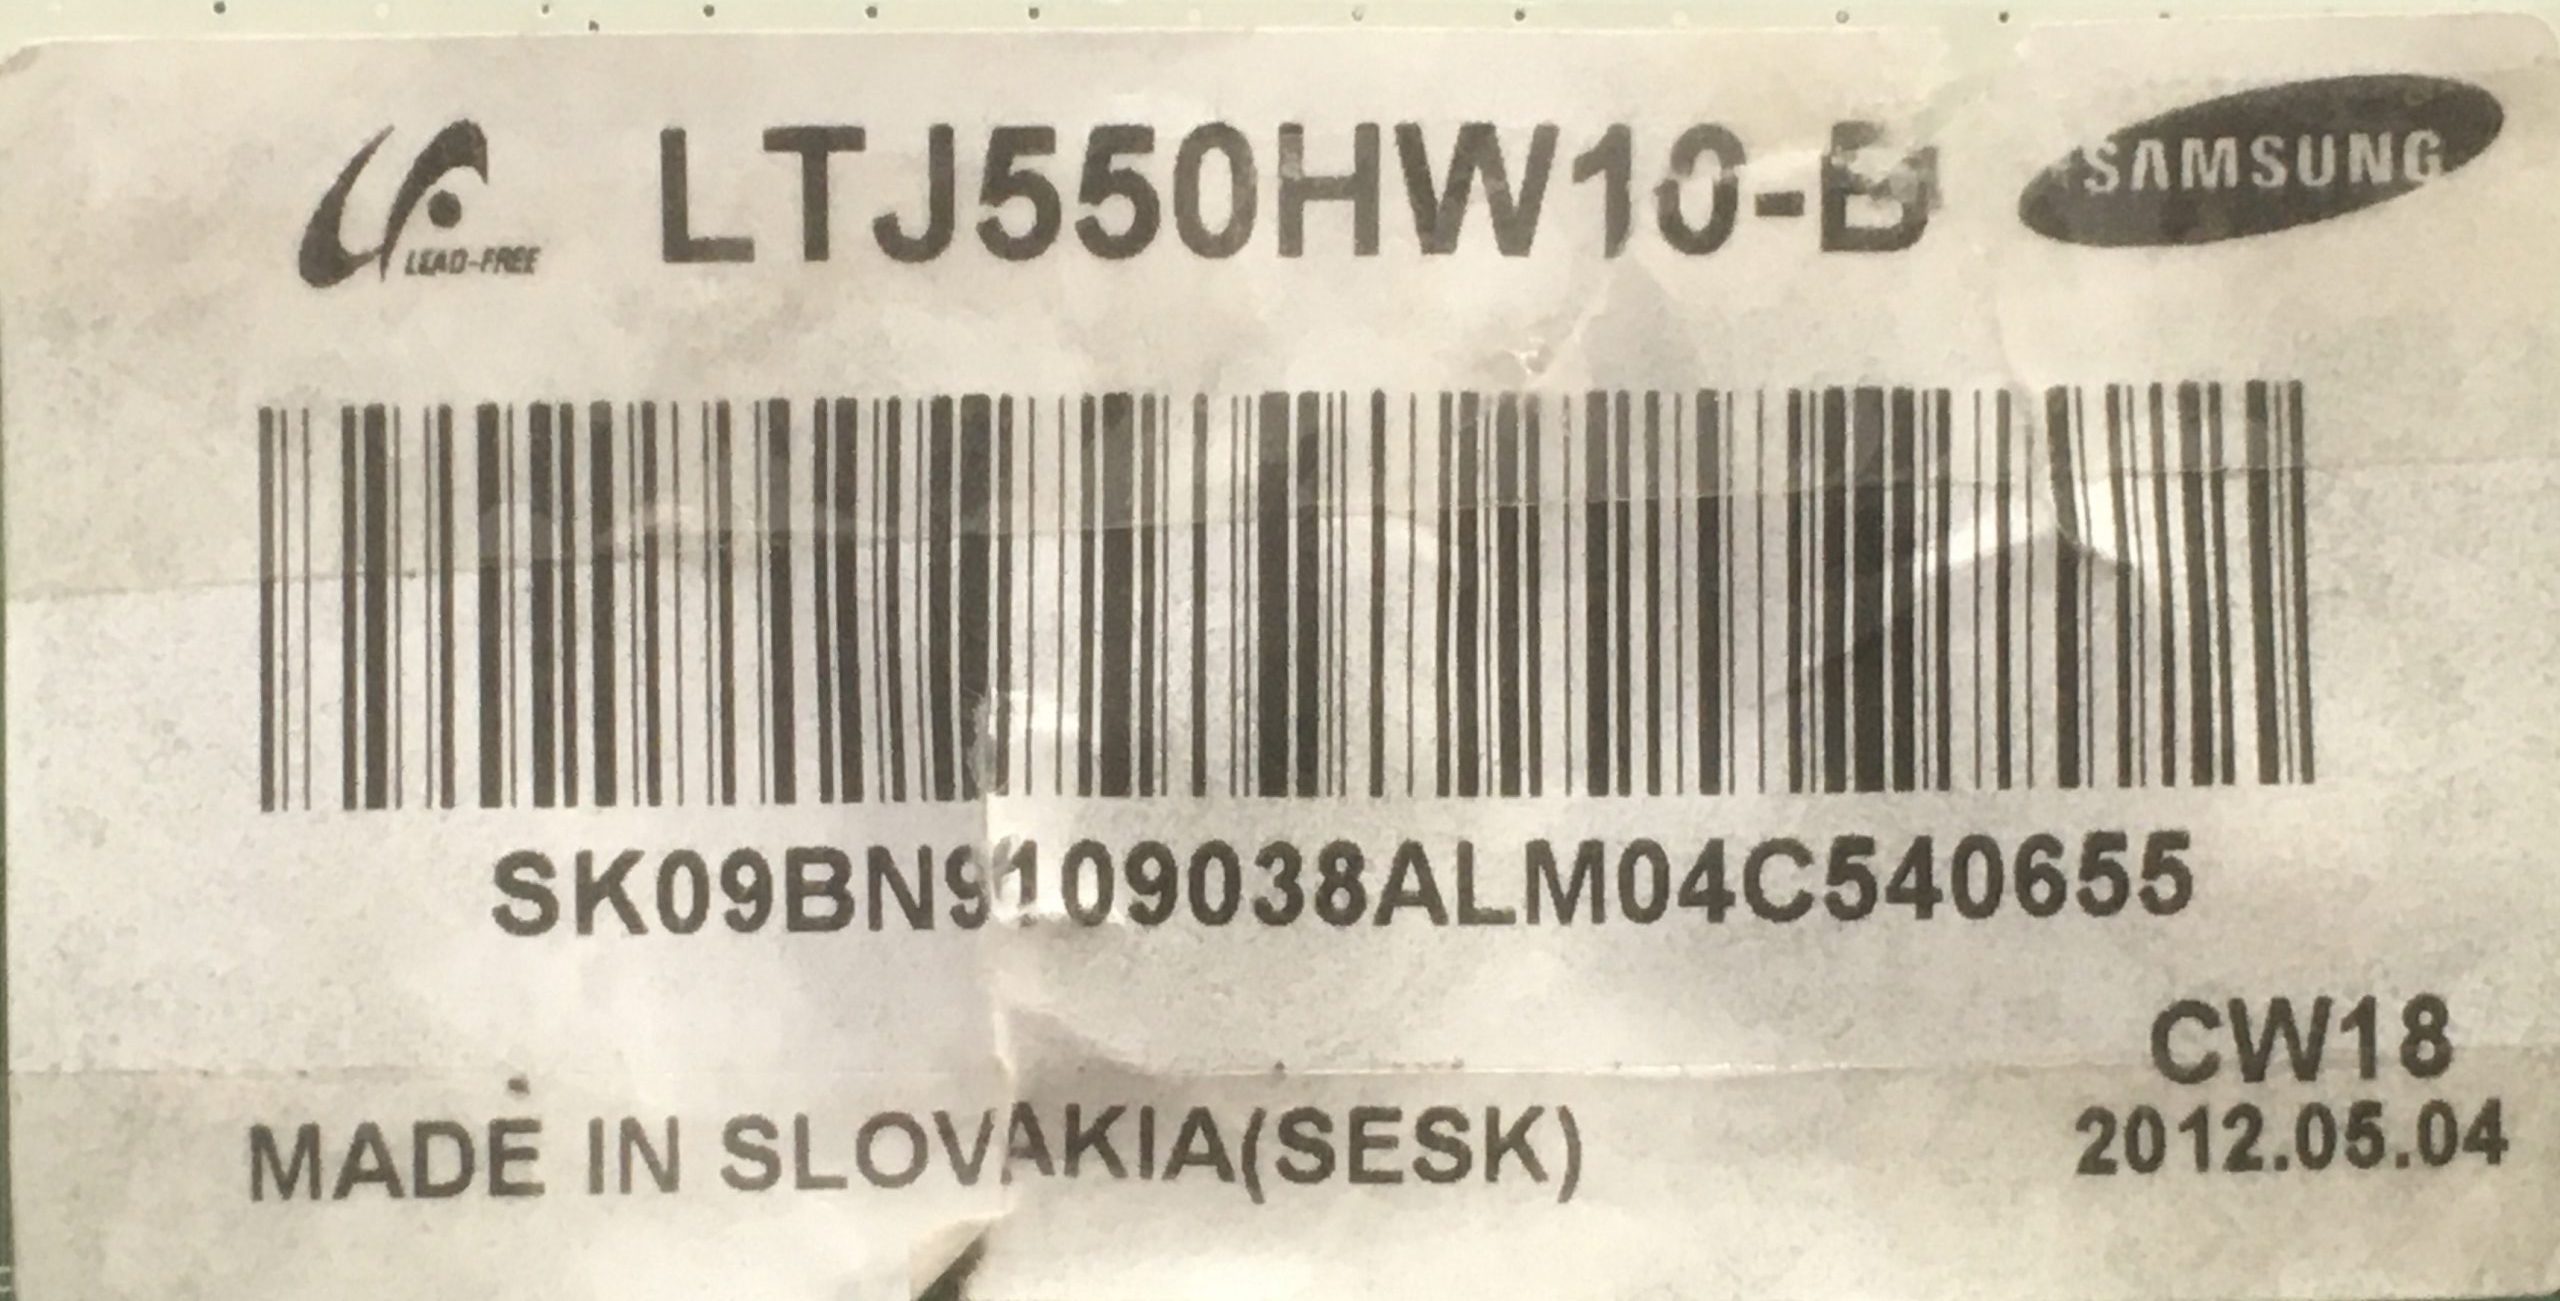 LEAD-FREE
LTJ550HW10-B
SAMSUNG
SK09BN9109038ALM04C540655
CW18
MADE IN SLOVAKIA(SESK)
2012.05.04